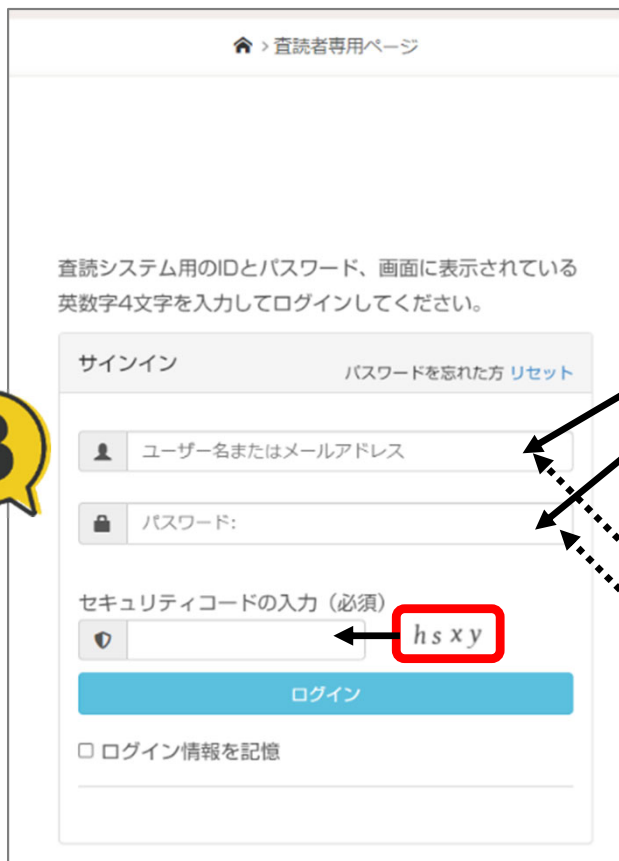 > 査読者専用ページ
査読システム用のIDとパスワード、画面に表示されている
英数字4文字を入力してログインしてください。
サインイン
パスワードを忘れた方 リセット
ユーザー名またはメールアドレス
パスワード:
セキュリティコードの入力（必須）
hsxy
ログイン
ログイン情報を記憶